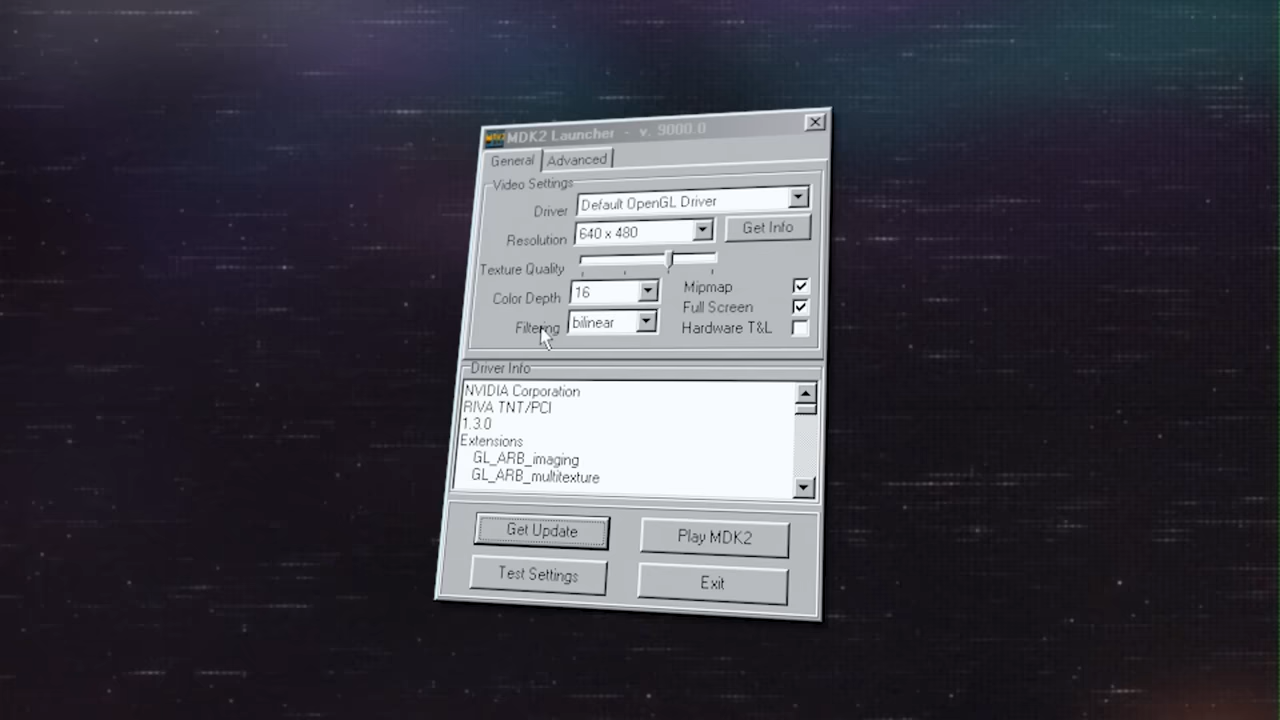 MDK2 Launcher - v. 9000.0
General Advanced
Video Settings
Driver Default OpenGL Driver
Resolution 640 x 480 Get Info
Texture Quality
Color Depth 16 Mipmap
Full Screen
Filtering bilinear Hardware T&L
Driver Info
NVIDIA Corporation
RIVA TNT/PCI
1.3.0
Extensions
GL_ARB_imaging
GL_ARB_multitexture
Get Update Play MDK2
Test Settings Exit